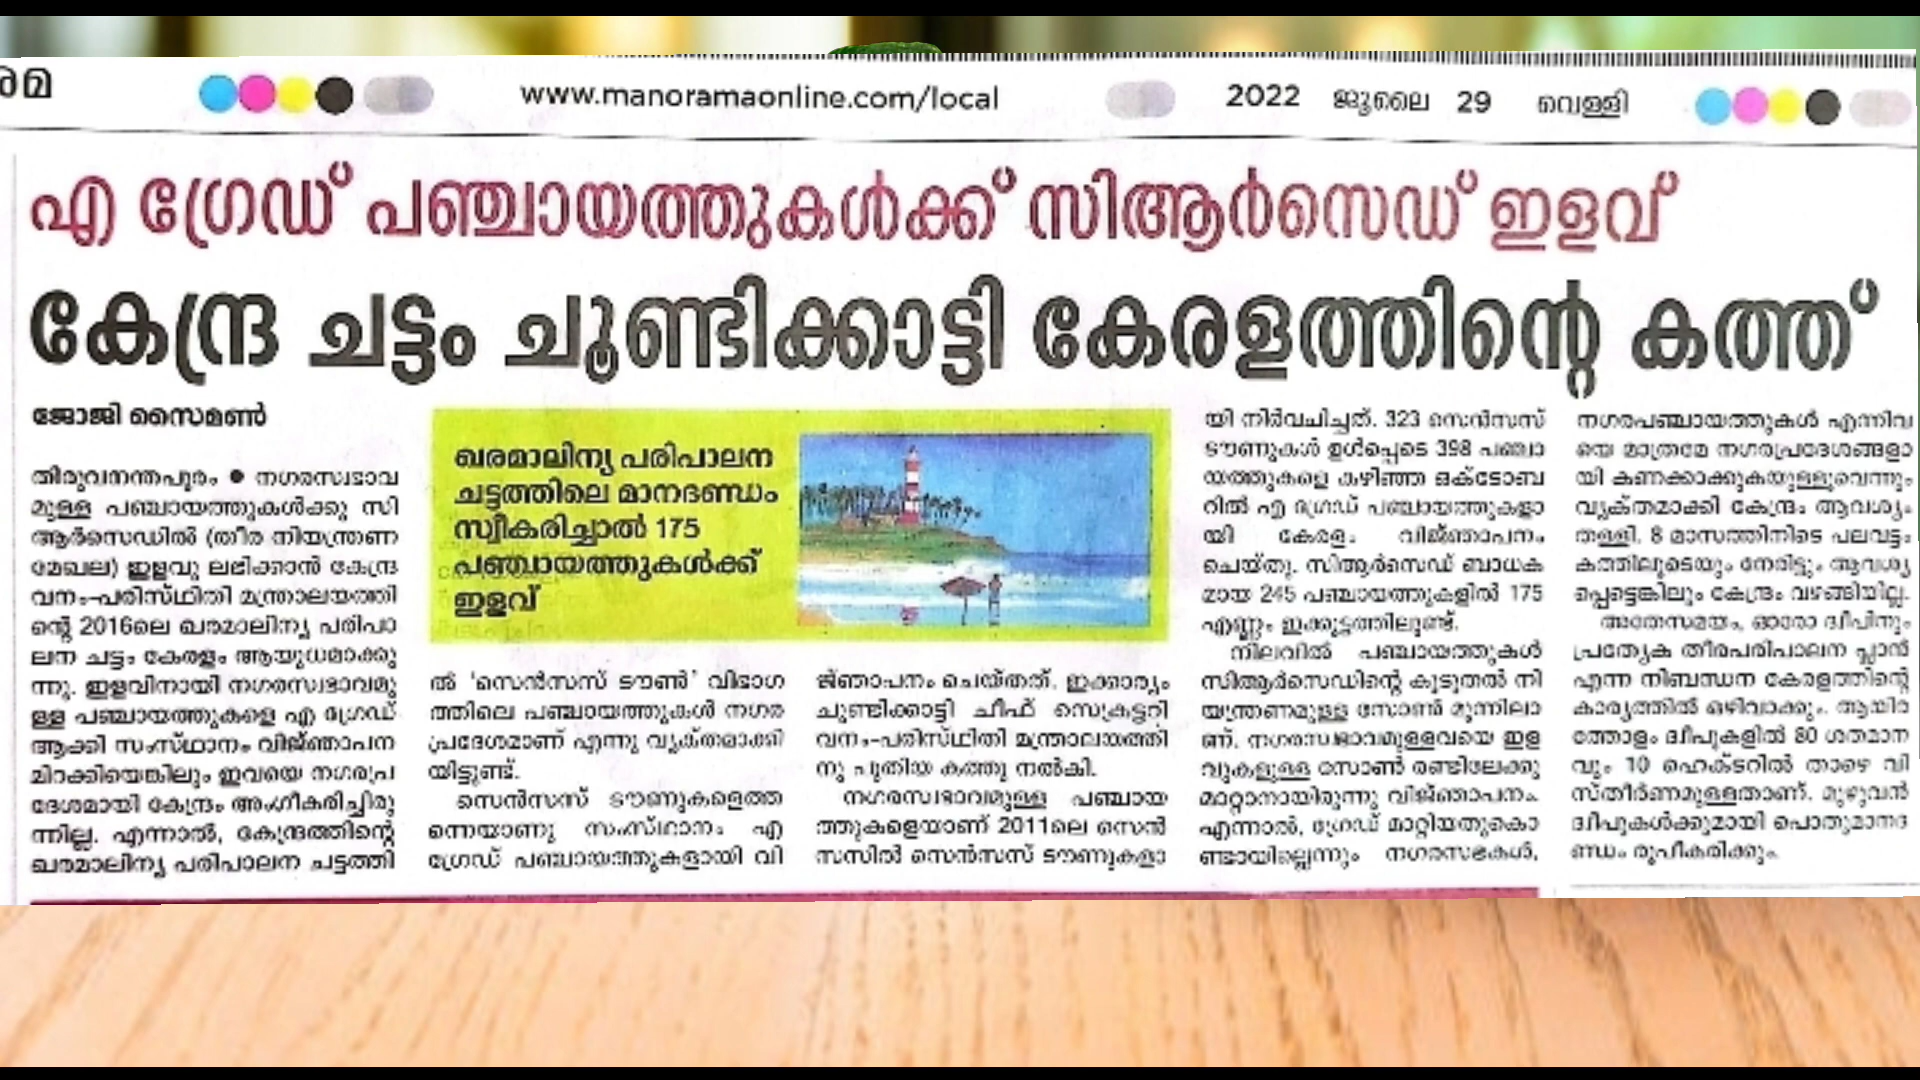 രമ
www.manoramaonline.com/local
2022 ജൂലൈ 29 വെള്ളി
എ ഗ്രേഡ് പഞ്ചായത്തുകൾക്ക് സിആർസെഡ് ഇളവ്
കേന്ദ്ര ചട്ടം ചൂണ്ടിക്കാട്ടി കേരളത്തിന്റെ കത്ത്
ജോജി സൈമൺ
തിരുവനന്തപുരം ● നഗരസ്വഭാവ
മുള്ള പഞ്ചായത്തുകൾക്കു സി
ആർസെഡിൽ (തീര നിയന്ത്രണ
മേഖല) ഇളവു ലഭിക്കാൻ കേന്ദ്ര
വനം-പരിസ്ഥിതി മന്ത്രാലയത്തി
ന്റെ 2016ലെ ഖരമാലിന്യ പരിപാ
ലന ചട്ടം കേരളം ആയുധമാക്കു
ന്നു. ഇളവിനായി നഗരസ്വഭാവമു
ള്ള പഞ്ചായത്തുകളെ എ ഗ്രേഡ്
ആക്കി സംസ്ഥാനം വിജ്ഞാപന
മിറക്കിയെങ്കിലും ഇവയെ നഗരപ്ര
ദേശമായി കേന്ദ്രം അംഗീകരിച്ചിരു
ന്നില്ല. എന്നാൽ, കേന്ദ്രത്തിന്റെ
ഖരമാലിന്യ പരിപാലന ചട്ടത്തി
ഖരമാലിന്യ പരിപാലന
ചട്ടത്തിലെ മാനദണ്ഡം
സ്വീകരിച്ചാൽ 175
പഞ്ചായത്തുകൾക്ക്
ഇളവ്
ൽ ‘സെൻസസ് ടൗൺ’ വിഭാഗ
ത്തിലെ പഞ്ചായത്തുകൾ നഗര
പ്രദേശമാണ് എന്നു വ്യക്തമാക്കി
യിട്ടുണ്ട്.
സെൻസസ് ടൗണുകളെത്ത
ന്നെയാണു സംസ്ഥാനം എ
ഗ്രേഡ് പഞ്ചായത്തുകളായി വി
ജ്ഞാപനം ചെയ്തത്. ഇക്കാര്യം
ചൂണ്ടിക്കാട്ടി ചീഫ് സെക്രട്ടറി
വനം-പരിസ്ഥിതി മന്ത്രാലയത്തി
നു പുതിയ കത്തു നൽകി.
നഗരസ്വഭാവമുള്ള പഞ്ചായ
ത്തുകളെയാണ് 2011ലെ സെൻ
സസിൽ സെൻസസ് ടൗണുകളാ
യി നിർവചിച്ചത്. 323 സെൻസസ്
ടൗണുകൾ ഉൾപ്പെടെ 398 പഞ്ചാ
യത്തുകളെ കഴിഞ്ഞ ഒക്ടോബ
റിൽ എ ഗ്രേഡ് പഞ്ചായത്തുകളാ
യി കേരളം വിജ്ഞാപനം
ചെയ്തു. സിആർസെഡ് ബാധക
മായ 245 പഞ്ചായത്തുകളിൽ 175
എണ്ണം ഇക്കൂട്ടത്തിലുണ്ട്.
നിലവിൽ പഞ്ചായത്തുകൾ
സിആർസെഡിന്റെ കൂടുതൽ നി
യന്ത്രണമുള്ള സോൺ മൂന്നിലാ
ണ്. നഗരസ്വഭാവമുള്ളവയെ ഇള
വുകളുള്ള സോൺ രണ്ടിലേക്കു
മാറ്റാനായിരുന്നു വിജ്ഞാപനം.
എന്നാൽ, ഗ്രേഡ് മാറ്റിയതുകൊ
ണ്ടായില്ലെന്നും നഗരസഭകൾ,
നഗരപഞ്ചായത്തുകൾ എന്നിവ
യെ മാത്രമേ നഗരപ്രദേശങ്ങളാ
യി കണക്കാക്കുകയുള്ളൂവെന്നും
വ്യക്തമാക്കി കേന്ദ്രം ആവശ്യം
തള്ളി. 8 മാസത്തിനിടെ പലവട്ടം
കത്തിലൂടെയും നേരിട്ടും ആവശ്യ
പ്പെട്ടെങ്കിലും കേന്ദ്രം വഴങ്ങിയില്ല.
അതേസമയം, ഓരോ ദ്വീപിനും
പ്രത്യേക തീരപരിപാലന പ്ലാൻ
എന്ന നിബന്ധന കേരളത്തിന്റെ
കാര്യത്തിൽ ഒഴിവാക്കും. ആയിര
ത്തോളം ദ്വീപുകളിൽ 80 ശതമാന
വും 10 ഹെക്ടറിൽ താഴെ വി
സ്തീർണമുള്ളതാണ്. മുഴുവൻ
ദ്വീപുകൾക്കുമായി പൊതുമാനദ
ണ്ഡം രൂപീകരിക്കും.